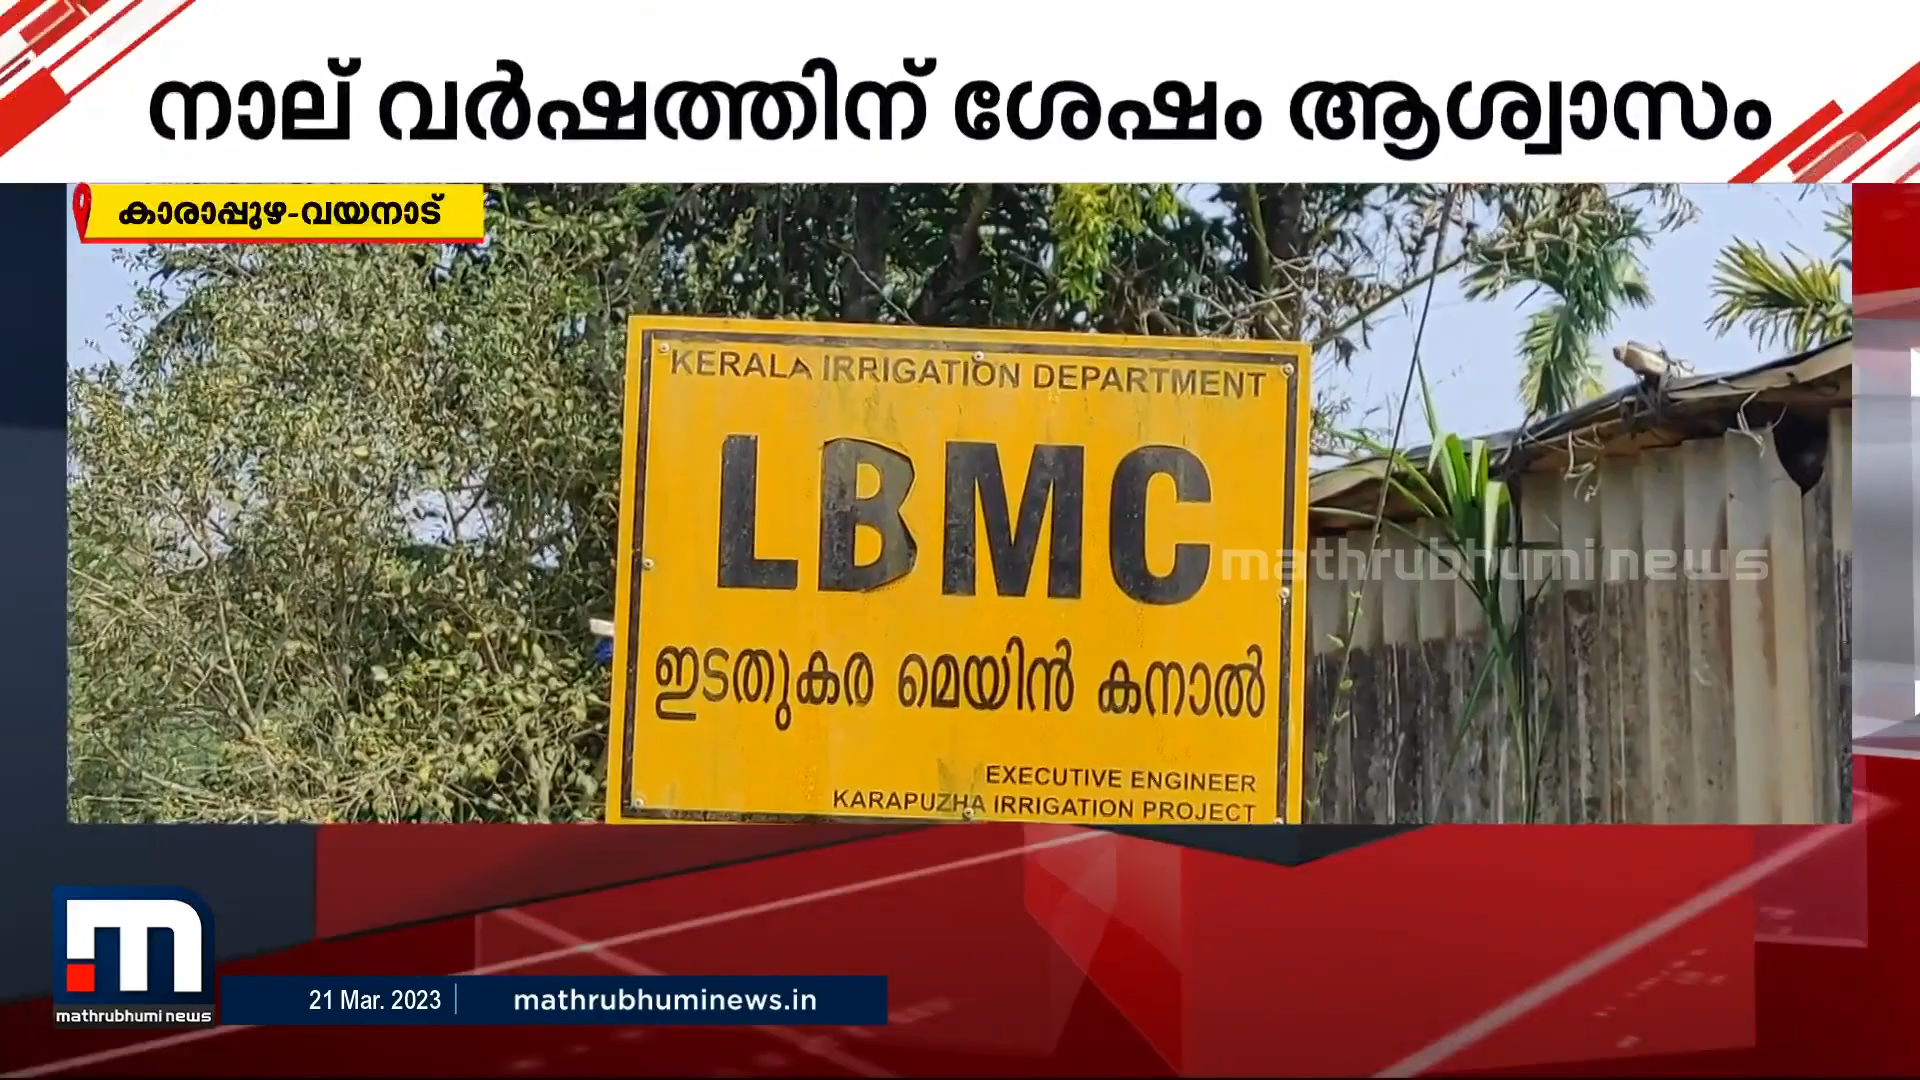 നാല് വർഷത്തിന് ശേഷം ആശ്വാസം
കാരാപ്പുഴ-വയനാട്
KERALA IRRIGATION DEPARTMENT
LBMC
mathrubhumi news
ഇടതുകര മെയിൻ കനാൽ
EXECUTIVE ENGINEER
KARAPUZHA IRRIGATION PROJECT
mathrubhumi news
21 Mar. 2023
mathrubhuminews.in